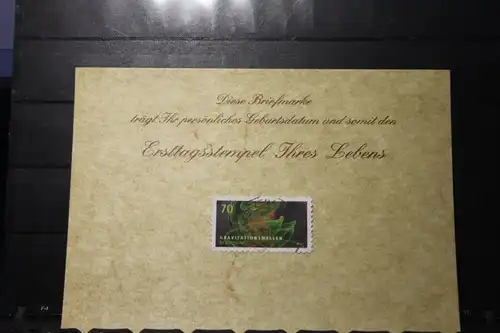 Diese Briefmarke
trägt Ihr persönliches Geburtsdatum und somit den
Ersttagsstempel Ihres Lebens
70
GRAVITATIONSWELLEN